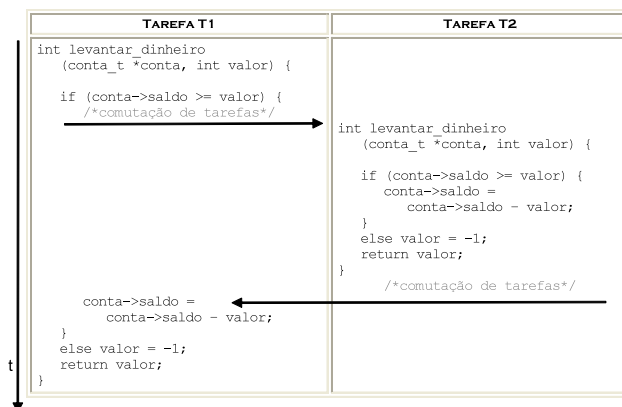 TAREFA T1
TAREFA T2
int levantar_dinheiro
(conta_t *conta, int valor) {
if (conta->saldo >= valor) {
/*comutação de tarefas*/
int levantar_dinheiro
(conta_t *conta, int valor) {
if (conta->saldo >= valor) {
conta->saldo =
conta->saldo - valor;
}
else valor = -1;
return valor;
}
/*comutação de tarefas*/
conta->saldo =
conta->saldo - valor;
}
else valor = -1;
return valor;
}
t